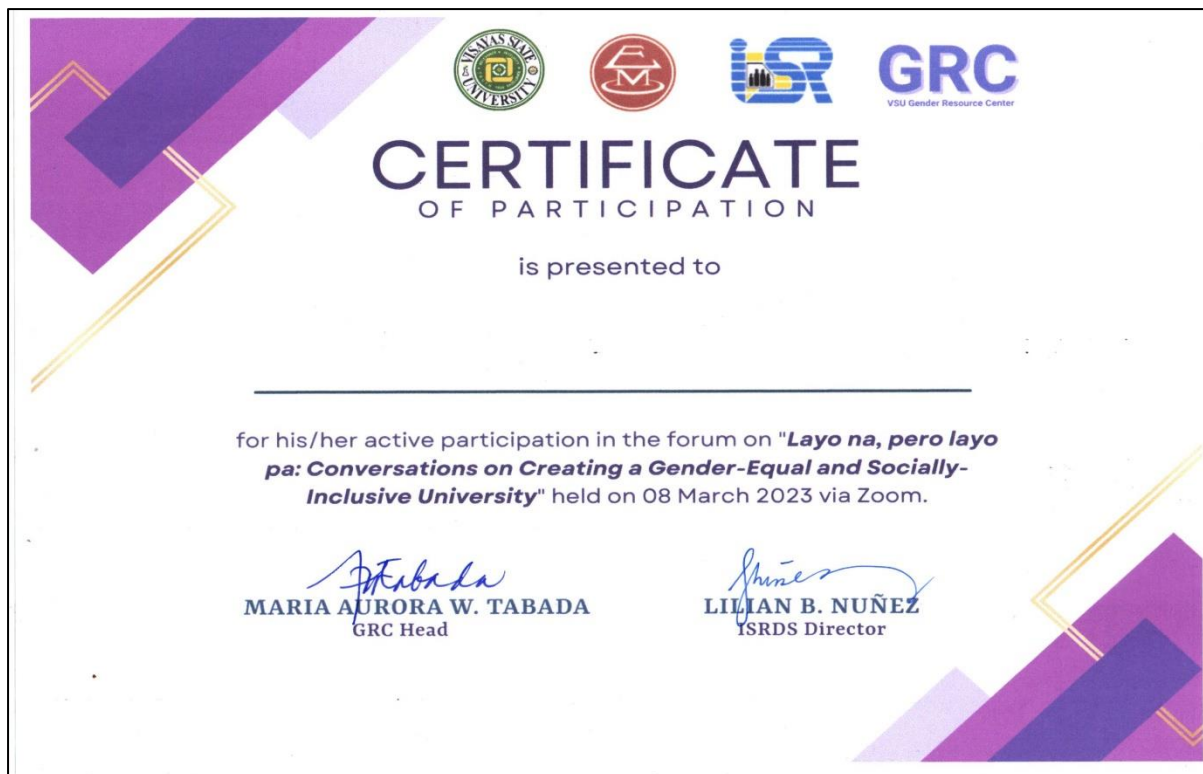 VISAYAS STATE UNIVERSITY
ISR
GRC
VSU Gender Resource Center
CERTIFICATE
OF PARTICIPATION
is presented to
for his/her active participation in the forum on "Layo na, pero layo
pa: Conversations on Creating a Gender-Equal and Socially-
Inclusive University" held on 08 March 2023 via Zoom.
MARIA AURORA W. TABADA
GRC Head
LILIAN B. NUÑEZ
ISRDS Director